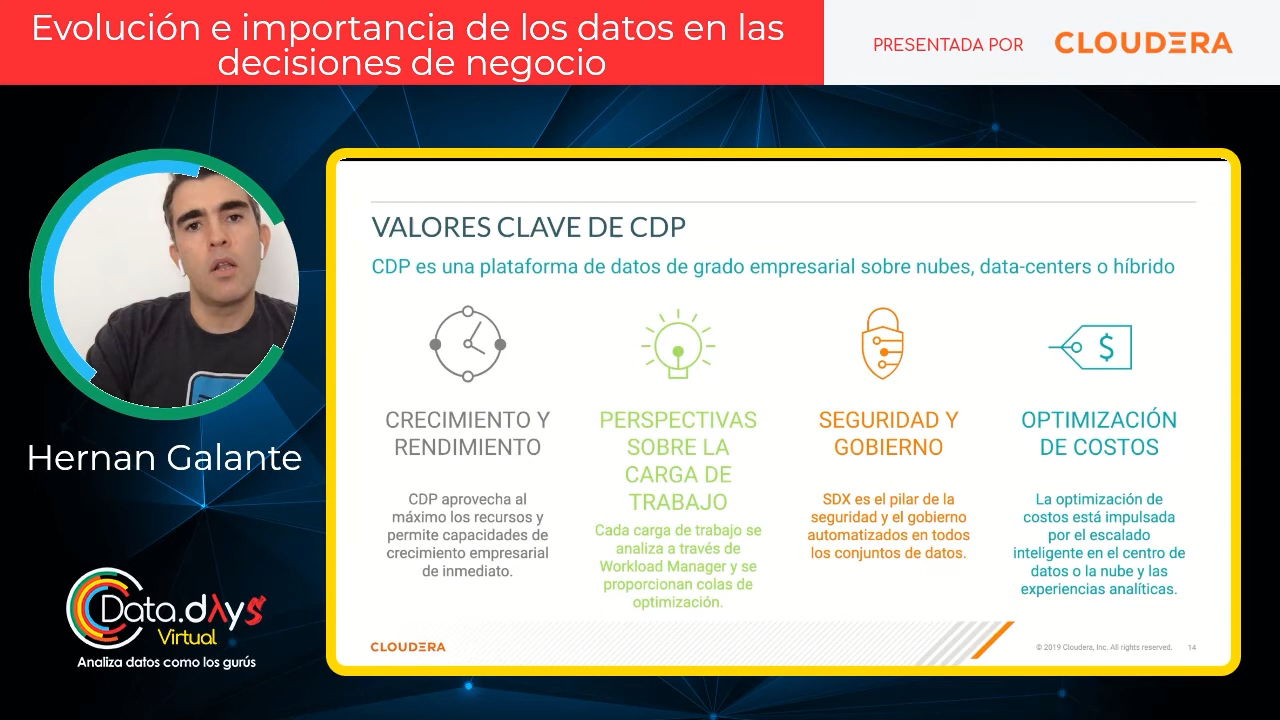 Evolución e importancia de los datos en las
decisiones de negocio
PRESENTADA POR
CLOUDERA
Hernan Galante
Data.dAys
Virtual
Analiza datos como los gurús
VALORES CLAVE DE CDP
CDP es una plataforma de datos de grado empresarial sobre nubes, data-centers o híbrido
CRECIMIENTO Y
RENDIMIENTO
CDP aprovecha al
máximo los recursos y
permite capacidades de
crecimiento empresarial
de inmediato.
PERSPECTIVAS
SOBRE LA
CARGA DE
TRABAJO
Cada carga de trabajo se
analiza a través de
Workload Manager y se
proporcionan colas de
optimización.
SEGURIDAD Y
GOBIERNO
SDX es el pilar de la
seguridad y el gobierno
automatizados en todos
los conjuntos de datos.
$
OPTIMIZACIÓN
DE COSTOS
La optimización de
costos está impulsada
por el escalado
inteligente en el centro de
datos o la nube y las
experiencias analíticas.
CLOUDERA
© 2019 Cloudera, Inc. All rights reserved. 14